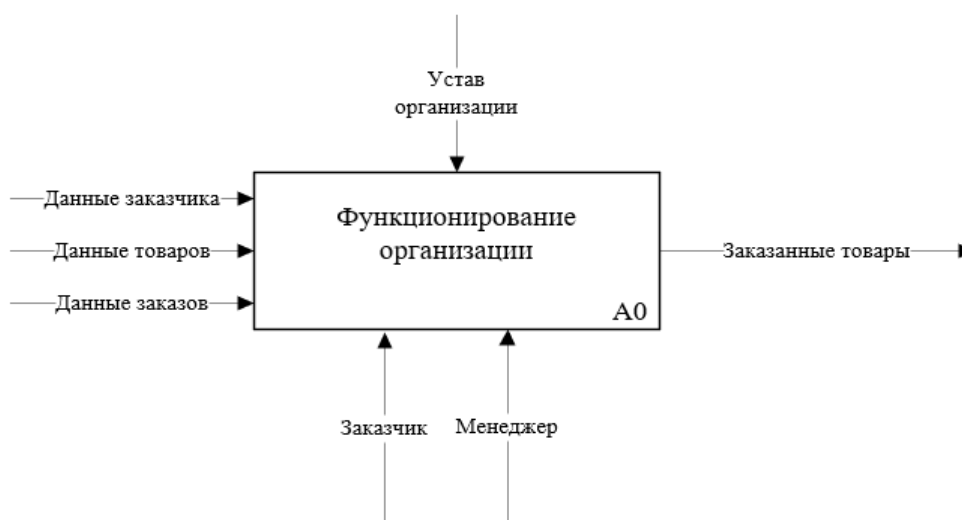 Устав
организации
Данные заказчика
Функционирование
организации
Данные товаров
Заказанные товары
Данные заказов
A0
Заказчик
Менеджер